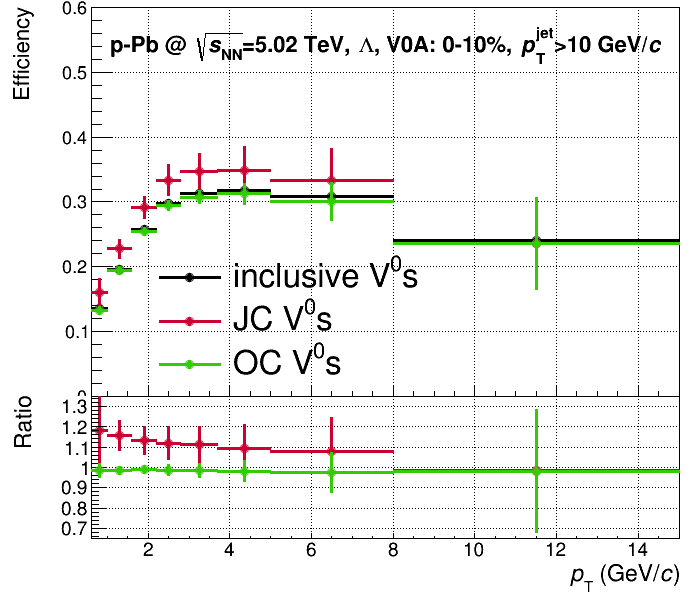 Efficiency
p-Pb @ √sNN=5.02 TeV, Λ, V0A: 0-10%, pTjet>10 GeV/c
0.6
0.5
0.4
0.3
0.2
0.1
inclusive V0s
JC V0s
OC V0s
Ratio
1.3
1.2
1.1
1
0.9
0.8
0.7
2 4 6 8 10 12 14
pT (GeV/c)